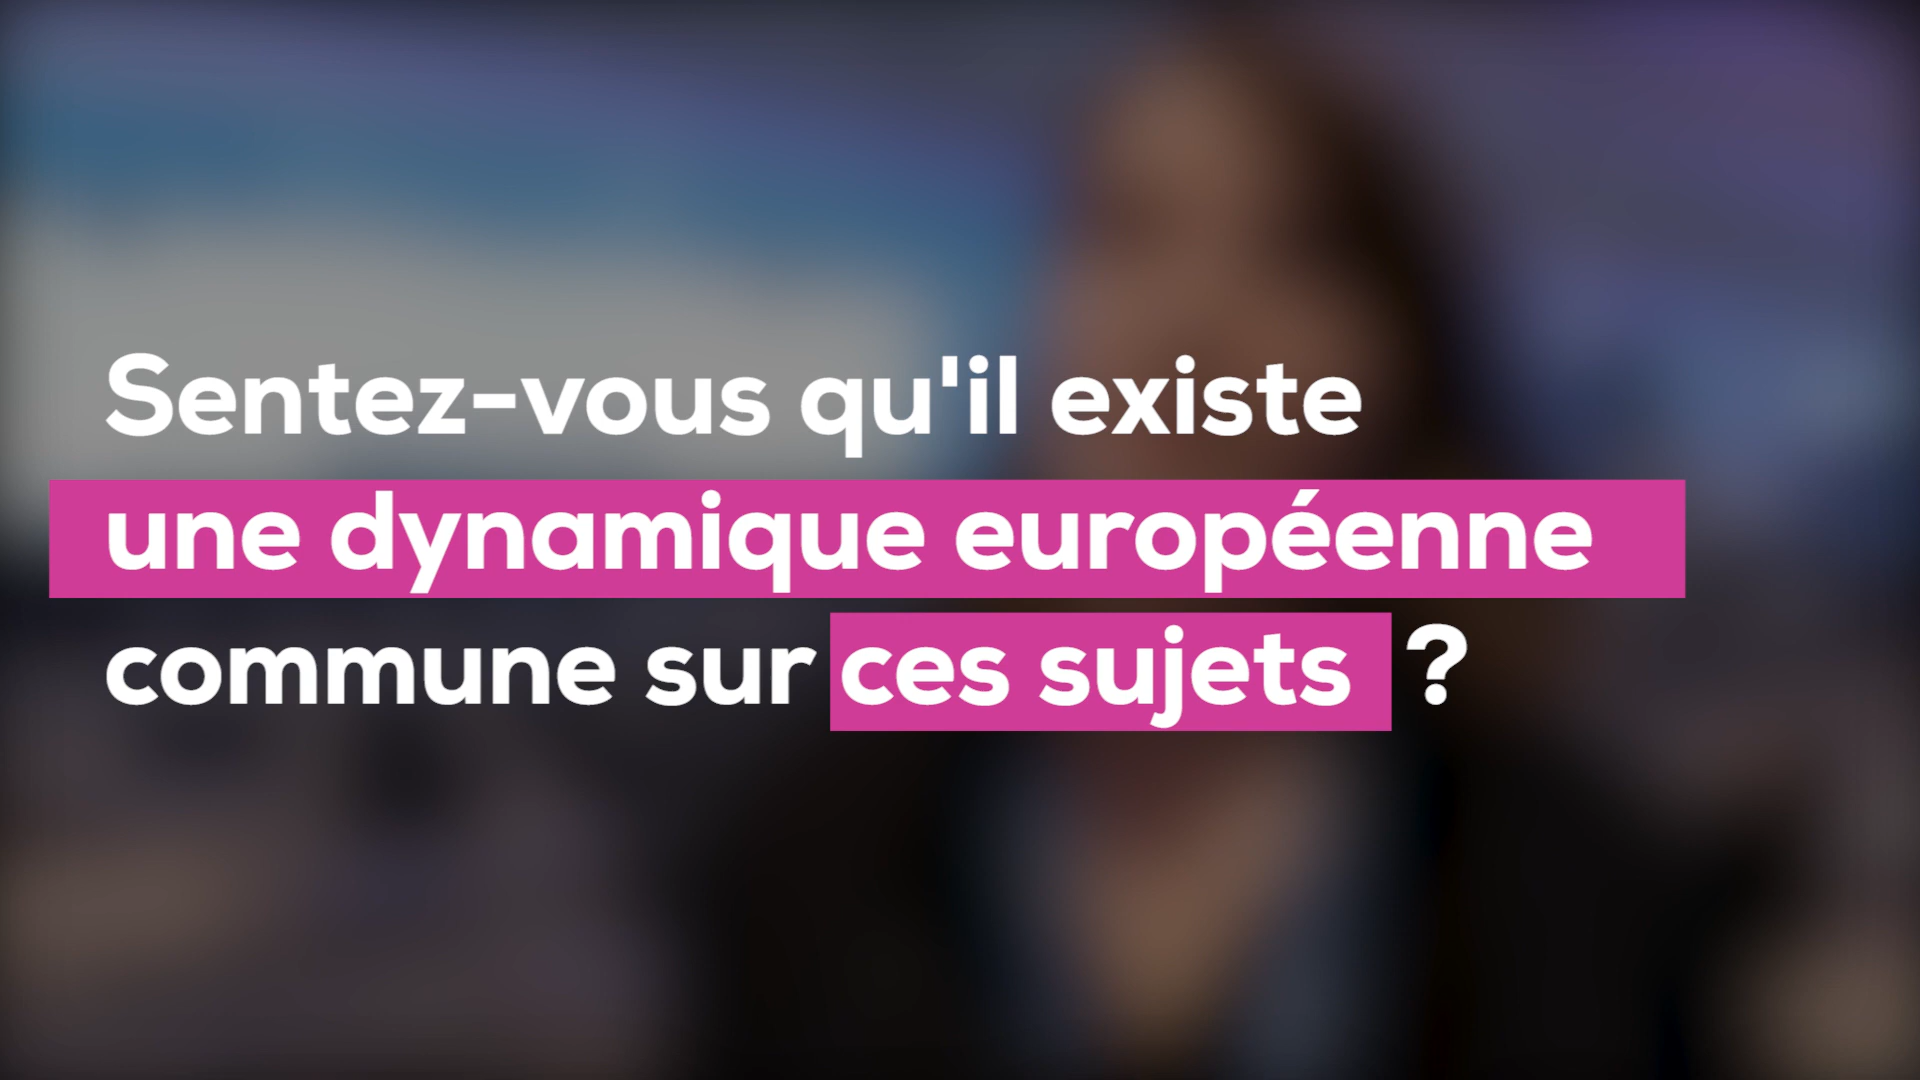 Sentez-vous qu'il existe
une dynamique européenne
commune sur ces sujets ?